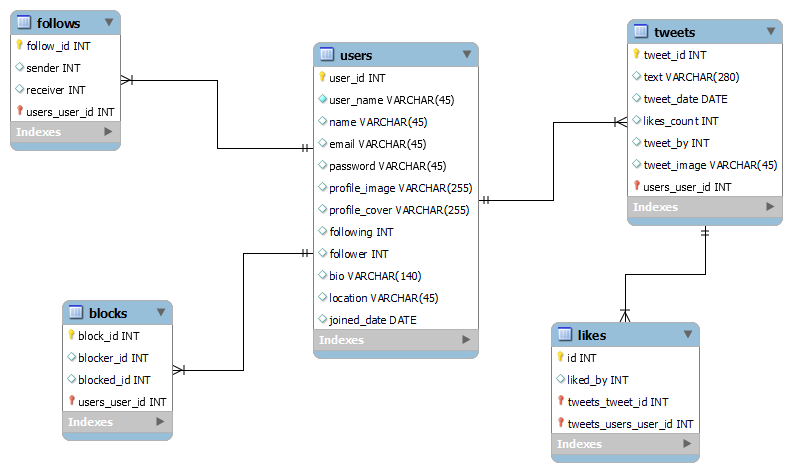 follows
follow_id INT
sender INT
receiver INT
users_user_id INT
Indexes
users
user_id INT
user_name VARCHAR(45)
name VARCHAR(45)
email VARCHAR(45)
password VARCHAR(45)
profile_image VARCHAR(255)
profile_cover VARCHAR(255)
following INT
follower INT
bio VARCHAR(140)
location VARCHAR(45)
joined_date DATE
Indexes
tweets
tweet_id INT
text VARCHAR(280)
tweet_date DATE
likes_count INT
tweet_by INT
tweet_image VARCHAR(45)
users_user_id INT
Indexes
blocks
block_id INT
blocker_id INT
blocked_id INT
users_user_id INT
Indexes
likes
id INT
liked_by INT
tweets_tweet_id INT
tweets_users_user_id INT
Indexes